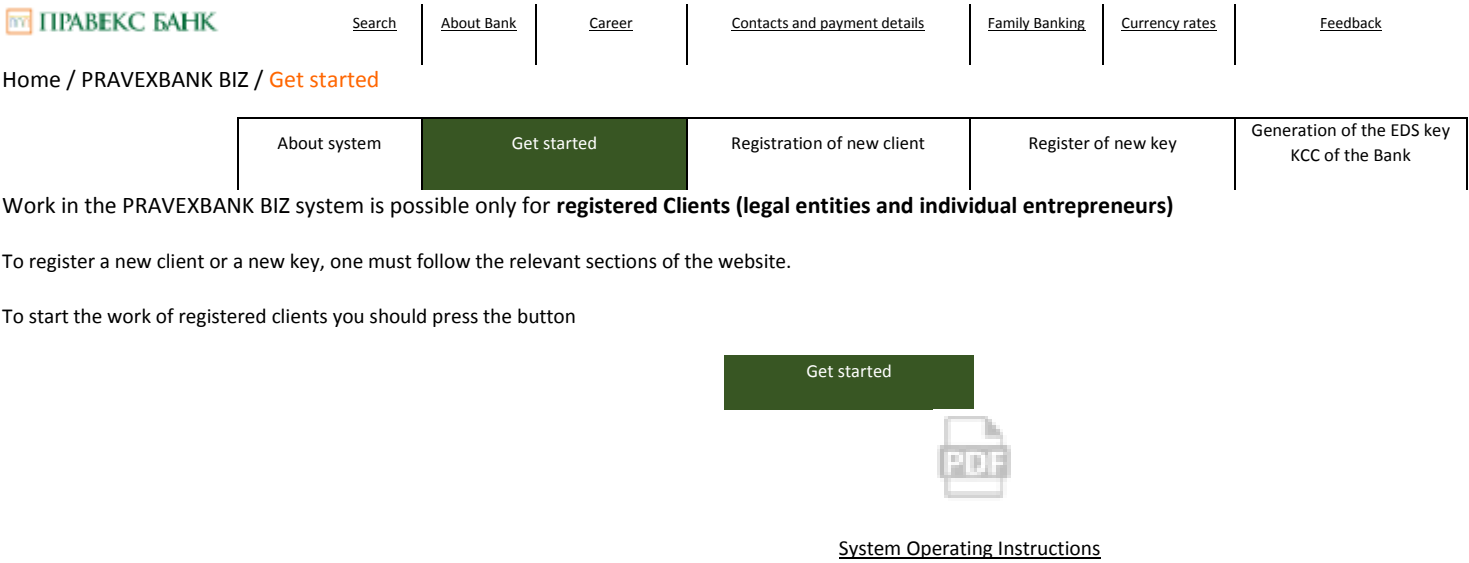 ПРАВЕКС БАНК
Search
About Bank
Career
Contacts and payment details
Family Banking
Currency rates
Feedback
Home / PRAVEXBANK BIZ / Get started
About system
Get started
Registration of new client
Register of new key
Generation of the EDS key
KCC of the Bank
Work in the PRAVEXBANK BIZ system is possible only for registered Clients (legal entities and individual entrepreneurs)
To register a new client or a new key, one must follow the relevant sections of the website.
To start the work of registered clients you should press the button
Get started
PDF
System Operating Instructions